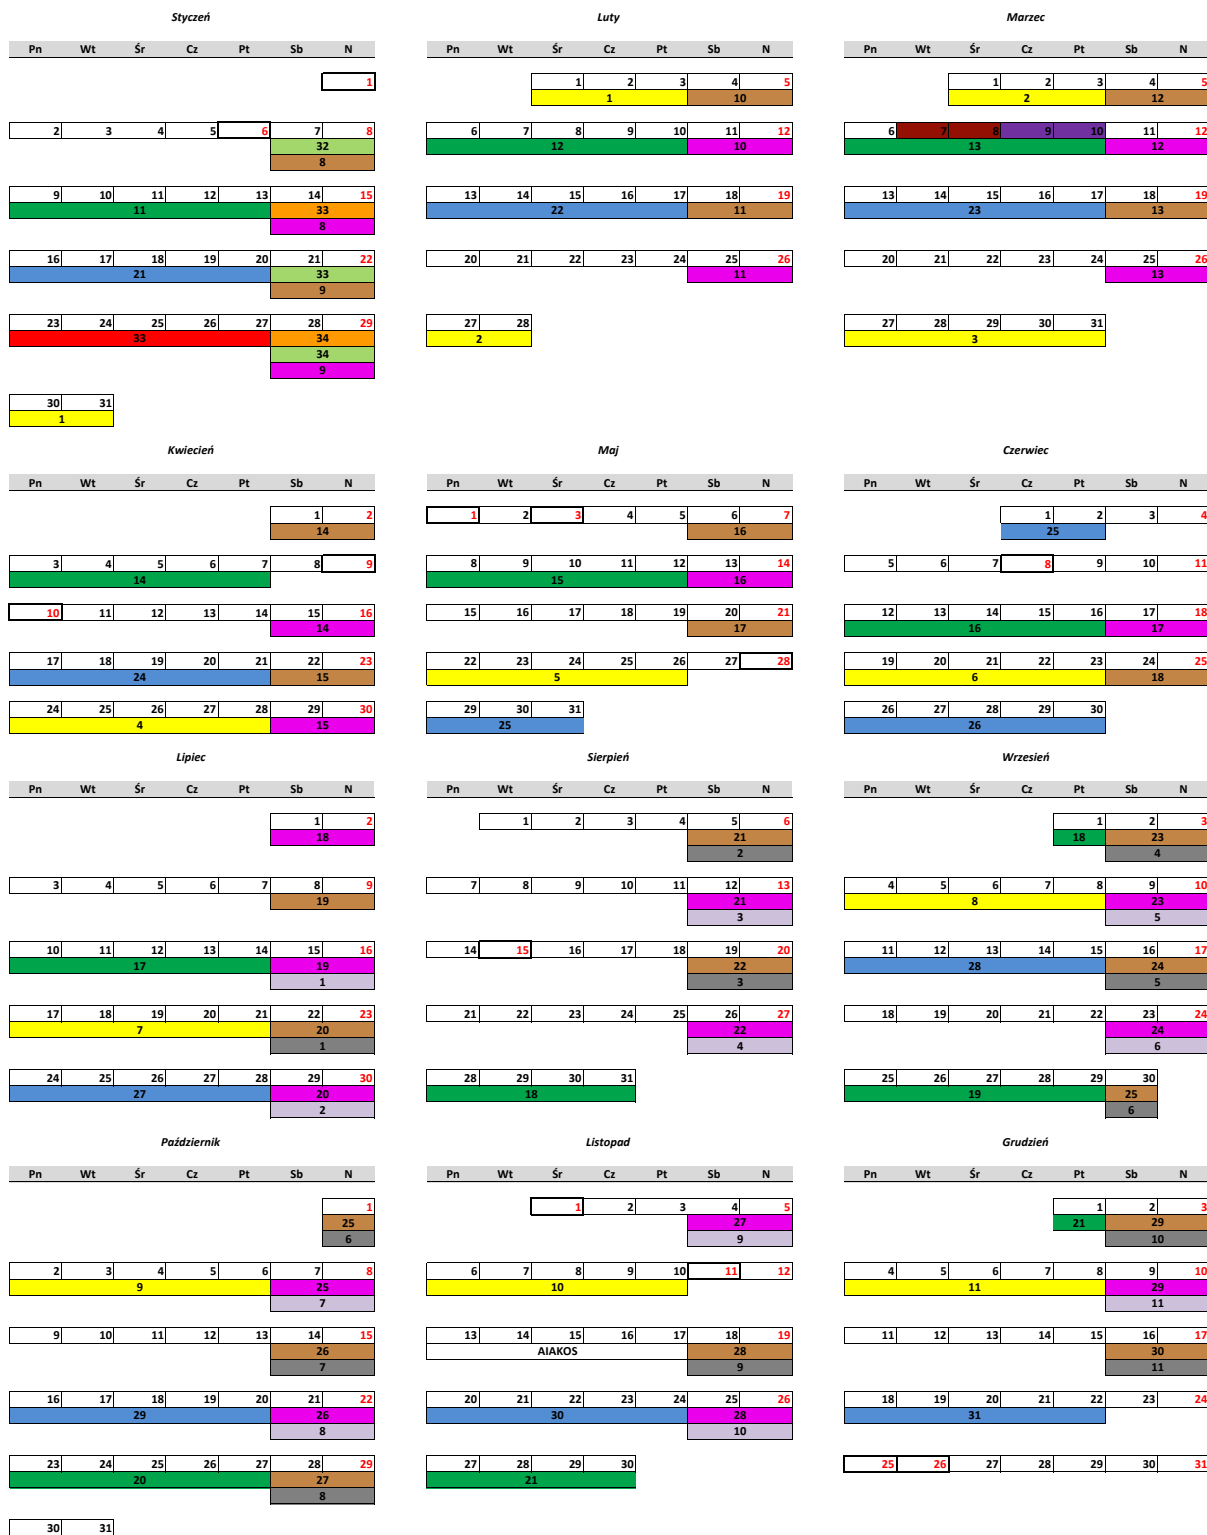 Styczeń Luty Marzec
Pn Wt Śr Cz Pt Sb N Pn Wt Śr Cz Pt Sb N Pn Wt Śr Cz Pt Sb N
1 1 2 3 4 5 1 2 3 4 5
1 10 2 12
2 3 4 5 6 7 8 6 7 8 9 10 11 12 6 7 8 9 10 11 12
32 12 10 13 12
8
9 10 11 12 13 14 15 13 14 15 16 17 18 19 13 14 15 16 17 18 19
11 33 22 11 23 13
8
16 17 18 19 20 21 22 20 21 22 23 24 25 26 20 21 22 23 24 25 26
21 33 11 13
9
23 24 25 26 27 28 29 27 28 27 28 29 30 31
33 34 2 3
34
9
30 31
1
Kwiecień Maj Czerwiec
Pn Wt Śr Cz Pt Sb N Pn Wt Śr Cz Pt Sb N Pn Wt Śr Cz Pt Sb N
1 2 1 2 3 4 5 6 7 1 2 3 4
14 16 25
3 4 5 6 7 8 9 8 9 10 11 12 13 14 5 6 7 8 9 10 11
14 15 16
10 11 12 13 14 15 16 15 16 17 18 19 20 21 12 13 14 15 16 17 18
14 17 16 17
17 18 19 20 21 22 23 22 23 24 25 26 27 28 19 20 21 22 23 24 25
24 15 5 6 18
24 25 26 27 28 29 30 29 30 31 26 27 28 29 30
4 15 25 26
Lipiec Sierpień Wrzesień
Pn Wt Śr Cz Pt Sb N Pn Wt Śr Cz Pt Sb N Pn Wt Śr Cz Pt Sb N
1 2 1 2 3 4 5 6 1 2 3
18 21 18 23
2 4
3 4 5 6 7 8 9 7 8 9 10 11 12 13 4 5 6 7 8 9 10
19 21 8 23
3 5
10 11 12 13 14 15 16 14 15 16 17 18 19 20 11 12 13 14 15 16 17
17 19 22 28 24
1 3 5
17 18 19 20 21 22 23 21 22 23 24 25 26 27 18 19 20 21 22 23 24
7 20 22 24
1 4 6
24 25 26 27 28 29 30 28 29 30 31 25 26 27 28 29 30
27 20 18 19 25
2 6
Październik Listopad Grudzień
Pn Wt Śr Cz Pt Sb N Pn Wt Śr Cz Pt Sb N Pn Wt Śr Cz Pt Sb N
1 1 2 3 4 5 1 2 3
25 27 21 29
6 9 10
2 3 4 5 6 7 8 6 7 8 9 10 11 12 4 5 6 7 8 9 10
9 25 10 11 29
7 11
9 10 11 12 13 14 15 13 14 15 16 17 18 19 11 12 13 14 15 16 17
26 AIAKOS 28 30
7 9 11
16 17 18 19 20 21 22 20 21 22 23 24 25 26 18 19 20 21 22 23 24
29 26 30 28 31
8 10
23 24 25 26 27 28 29 27 28 29 30 25 26 27 28 29 30 31
20 27 21
8
30 31